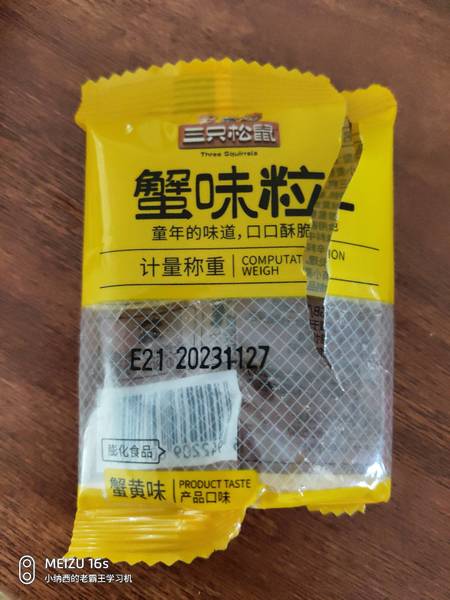 三只松鼠
Three Squirrels
蟹味粒
童年的味道，口口酥脆
计量称重
COMPUTATION
WEIGH
E21 20231127
膨化食品
蟹黄味
PRODUCT TASTE
产品口味
MEIZU 16s
小纳西的老霸王学习机